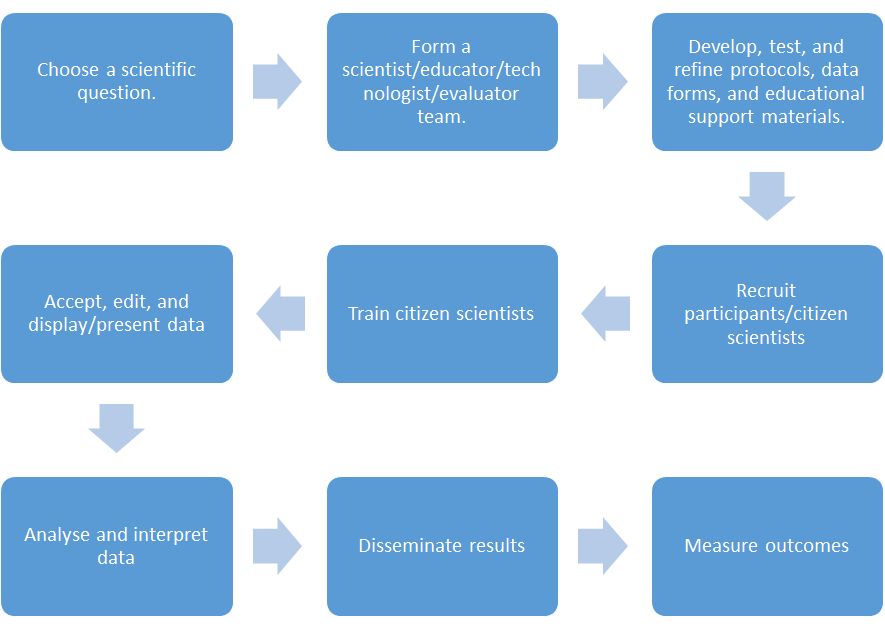 Choose a scientific
question.
Form a
scientist/educator/tech
nologist/evaluator
team.
Develop, test, and
refine protocols, data
forms, and educational
support materials.
Recruit
participants/citizen
scientists
Train citizen scientists
Accept, edit, and
display/present data
Analyse and interpret
data
Disseminate results
Measure outcomes